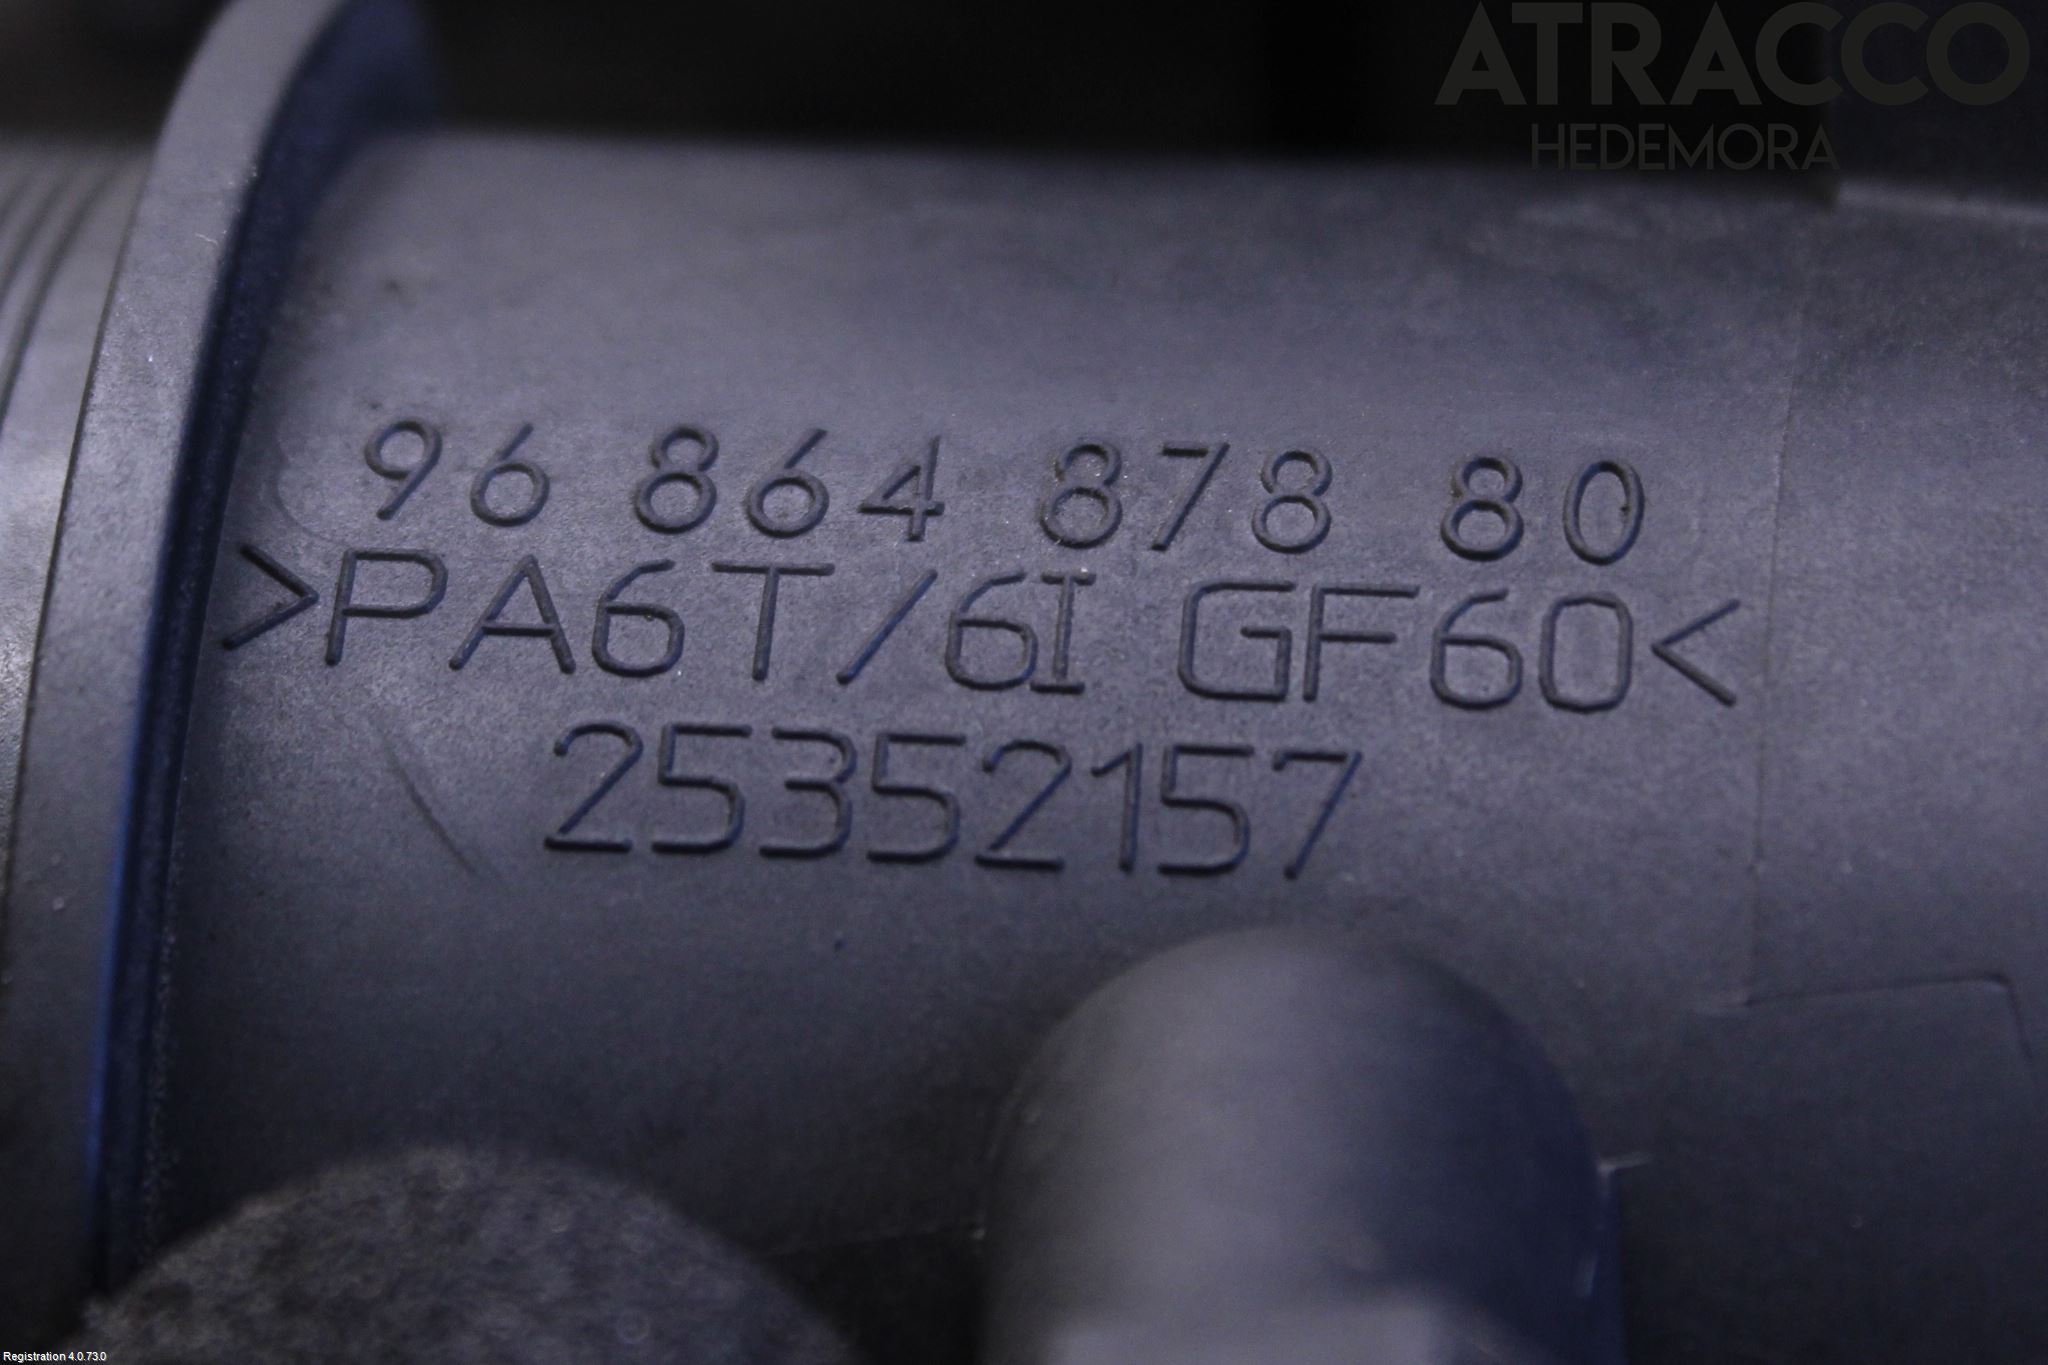 ATRACCO
HEDEMORA
96 864 878 80
>PA6T/6I GF60<
25352157
Registration 4.0.73.0